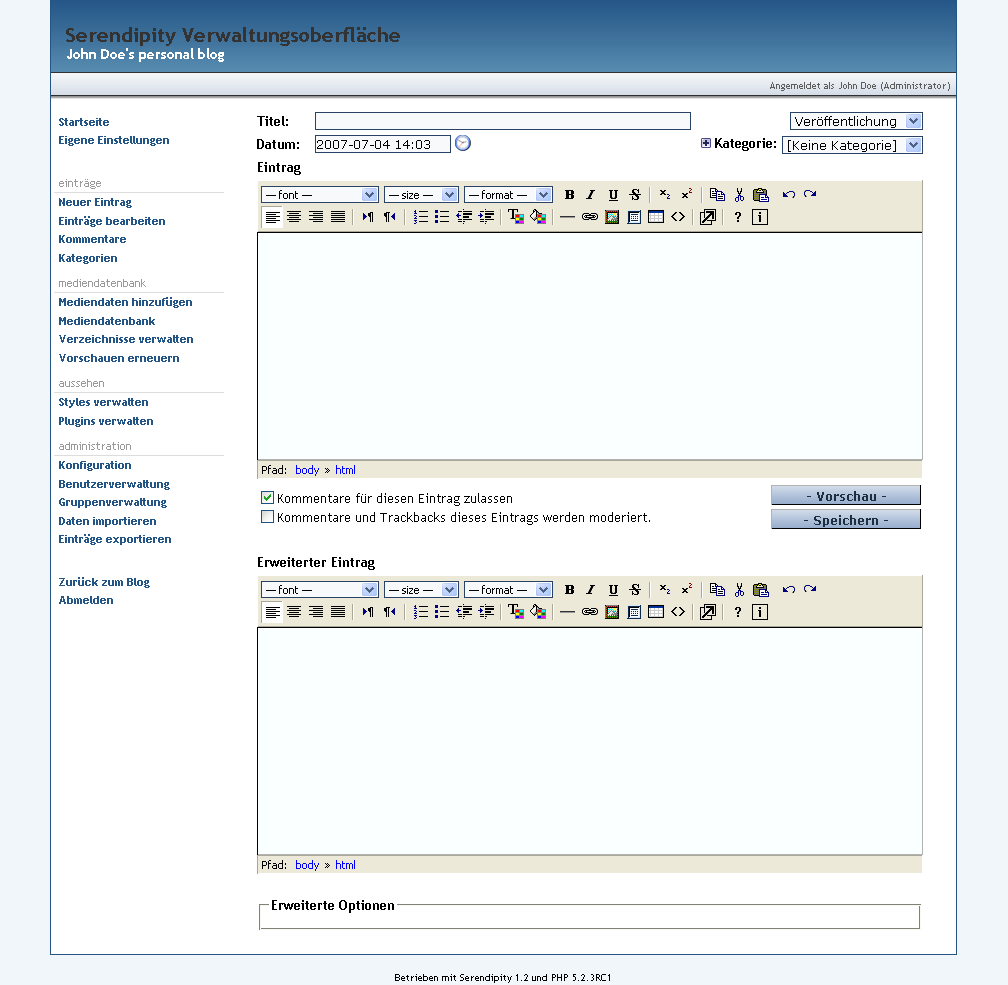 Serendipity Verwaltungsoberfläche
John Doe's personal blog
Angemeldet als John Doe (Administrator)
Startseite
Eigene Einstellungen
einträge
Neuer Eintrag
Einträge bearbeiten
Kommentare
Kategorien
mediendatenbank
Mediendaten hinzufügen
Mediendatenbank
Verzeichnisse verwalten
Vorschauen erneuern
aussehen
Styles verwalten
Plugins verwalten
administration
Konfiguration
Benutzerverwaltung
Gruppenverwaltung
Daten importieren
Einträge exportieren
Zurück zum Blog
Abmelden
Titel: Veröffentlichung
Datum: 2007-07-04 14:03 Kategorie: [Keine Kategorie]
Eintrag
— font — — size — — format — B I U S x₂ x²
T <> ? i
Pfad: body » html
Kommentare für diesen Eintrag zulassen - Vorschau -
Kommentare und Trackbacks dieses Eintrags werden moderiert. - Speichern -
Erweiterter Eintrag
— font — — size — — format — B I U S x₂ x²
T <> ? i
Pfad: body » html
Erweiterte Optionen
Betrieben mit Serendipity 1.2 und PHP 5.2.3RC1